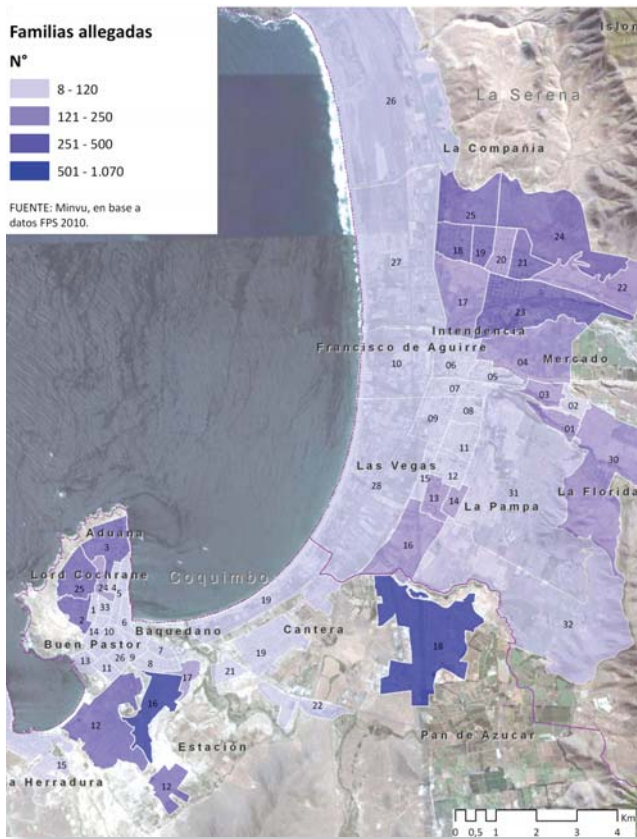 Familias allegadas
N°
8 - 120
121 - 250
251 - 500
501 - 1.070
FUENTE: Minvu, en base a
datos FPS 2010.
Islon
La Serena
26
La Compañia
25
24
18
19
20
21
27
22
17
23
Intendencia
Francisco de Aguirre
Mercado
10
06
04
05
07
03
02
08
09
01
11
30
Las Vegas
La Florida
28
15
12
31
13
14
La Pampa
16
Aduana
3
Lord Cochrane
Coquimbo
25
24
4
5
19
1
33
2
6
32
14
10
Baquedano
Cantera
Buen Pastor
19
18
13
11
26
9
7
8
21
17
16
22
12
Estación
Pan de Azucar
15
12
a Herradura
0
0,5
1
2
3
4
Km